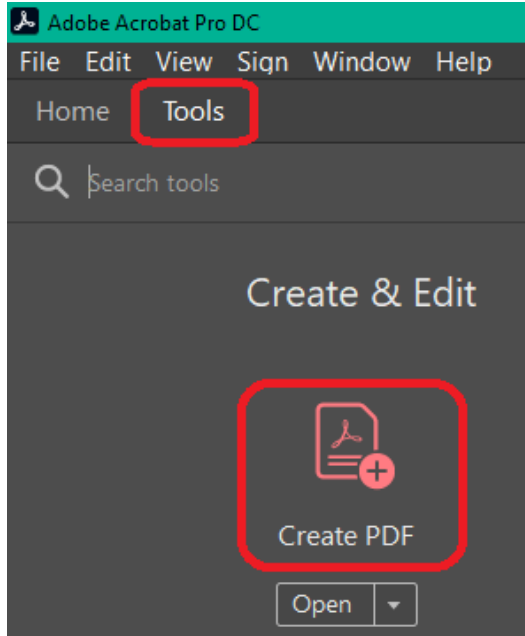 Adobe Acrobat Pro DC
File Edit View Sign Window Help
Home Tools
Search tools
Create & Edit
Create PDF
Open